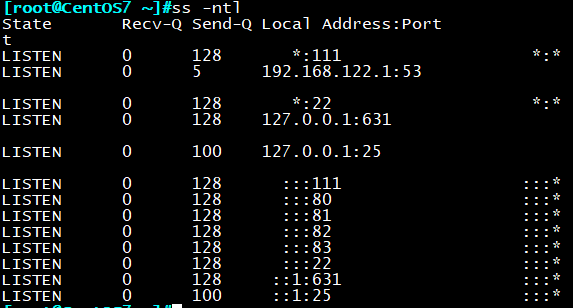 [root@CentOS7 ~]#ss -ntl
State Recv-Q Send-Q Local Address:Port
t
LISTEN 0 128 *:111 *:*
LISTEN 0 5 192.168.122.1:53
LISTEN 0 128 *:22 *:*
LISTEN 0 128 127.0.0.1:631
LISTEN 0 100 127.0.0.1:25
LISTEN 0 128 :::111 :::*
LISTEN 0 128 :::80 :::*
LISTEN 0 128 :::81 :::*
LISTEN 0 128 :::82 :::*
LISTEN 0 128 :::83 :::*
LISTEN 0 128 :::22 :::*
LISTEN 0 128 ::1:631 :::*
LISTEN 0 100 ::1:25 :::*